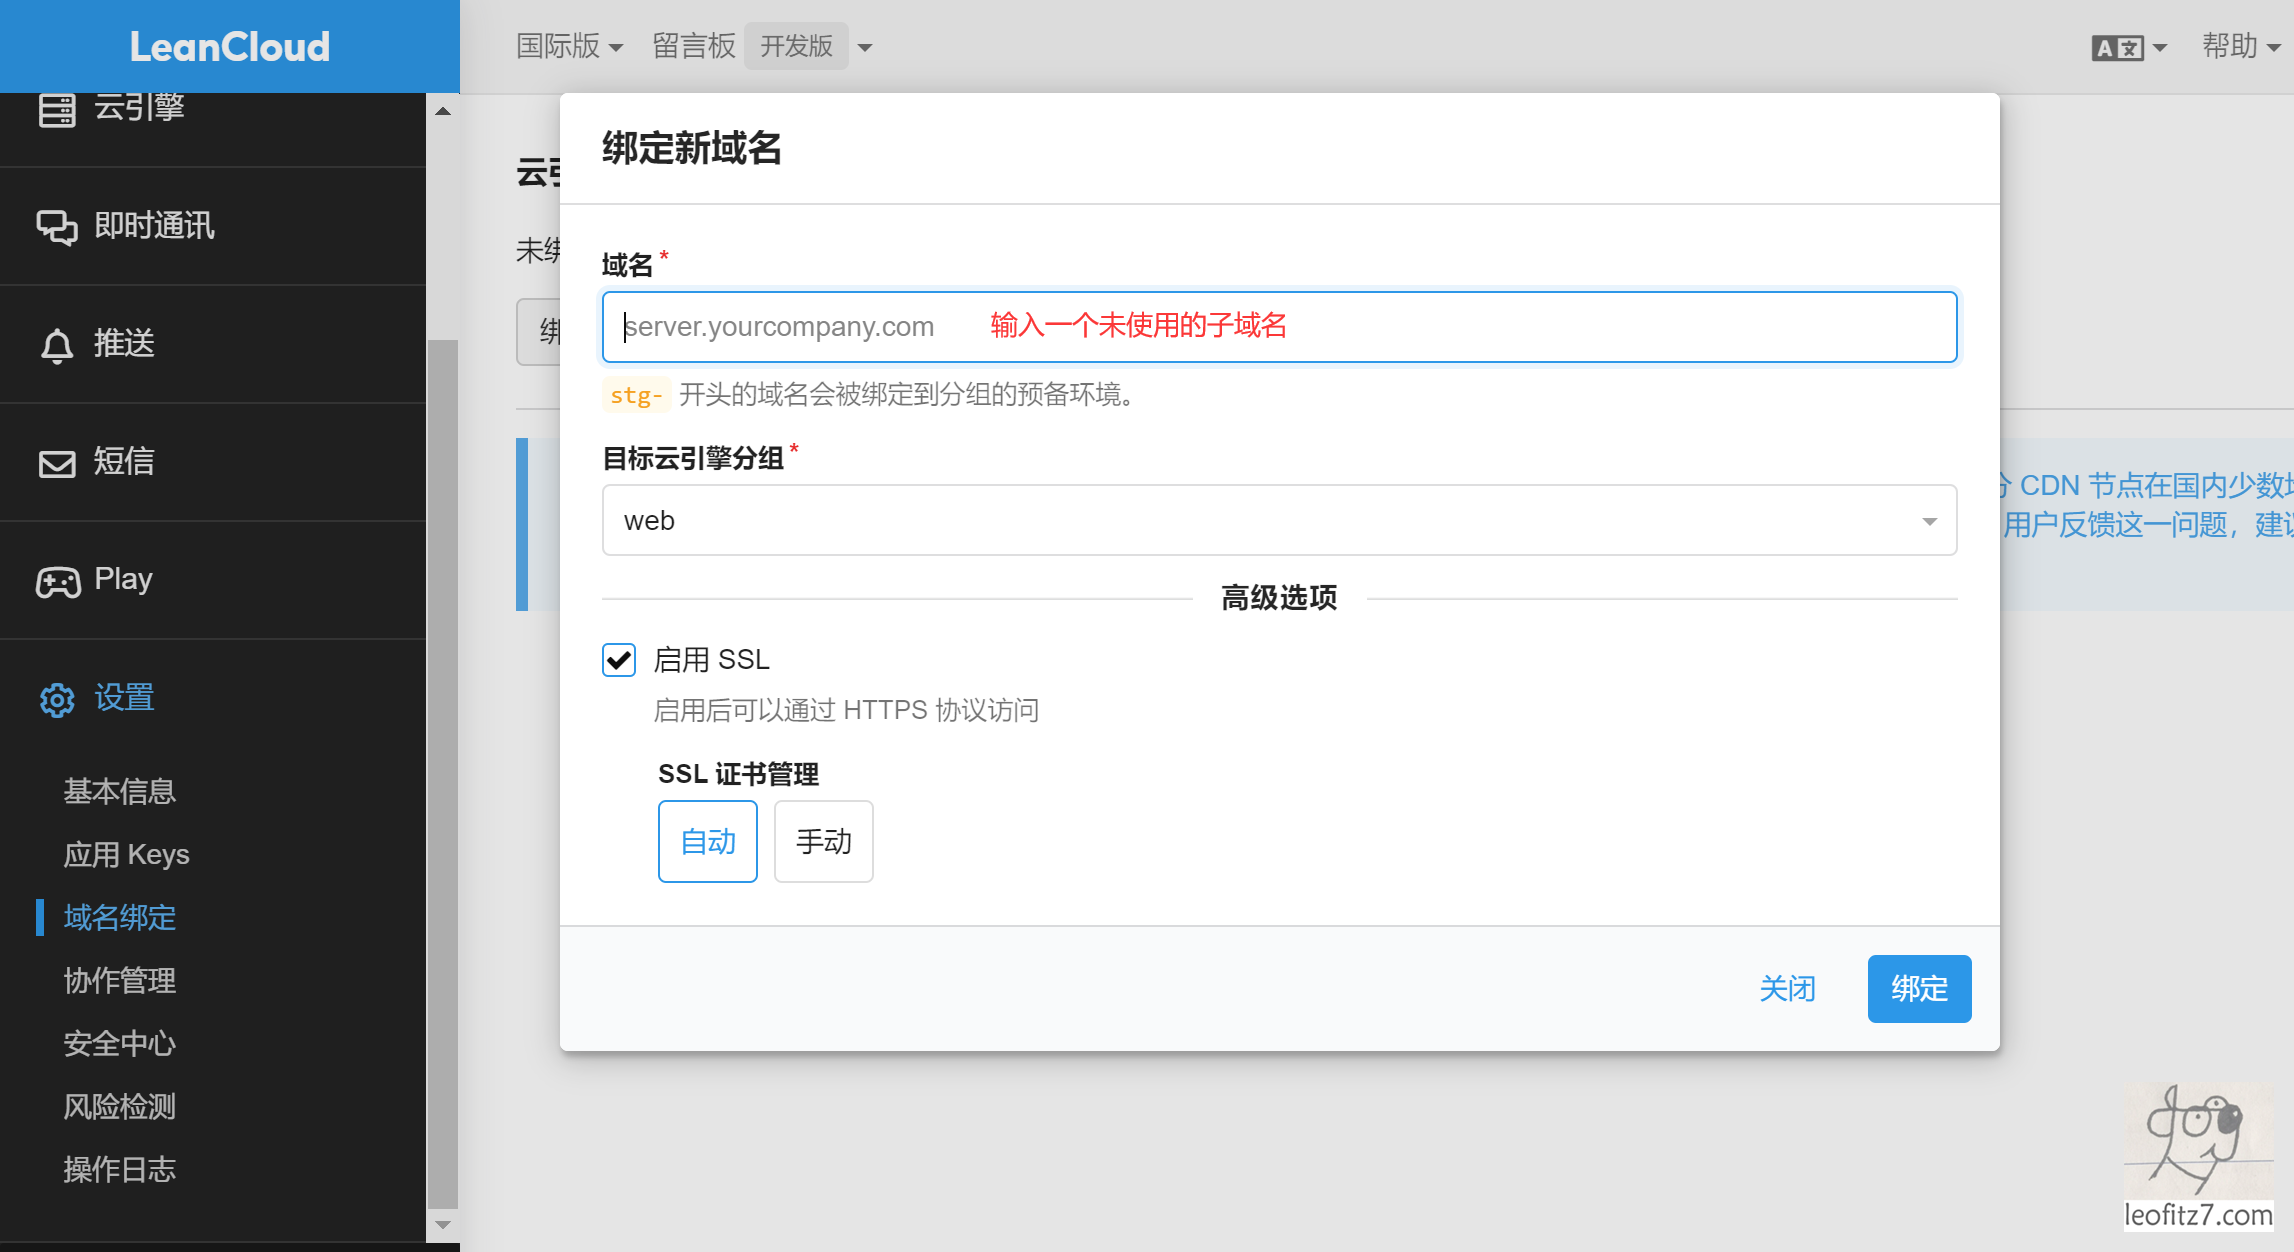 LeanCloud
国际版
留言板
开发版
帮助
云引擎
即时通讯
推送
短信
Play
设置
基本信息
应用 Keys
域名绑定
协作管理
安全中心
风险检测
操作日志
云
未绑
绑
绑定新域名
域名 *
server.yourcompany.com
输入一个未使用的子域名
stg- 开头的域名会被绑定到分组的预备环境。
目标云引擎分组 *
web
高级选项
启用 SSL
启用后可以通过 HTTPS 协议访问
SSL 证书管理
自动
手动
关闭
绑定
CDN 节点在国内少数
用户反馈这一问题，建
dog
leofitz7.com